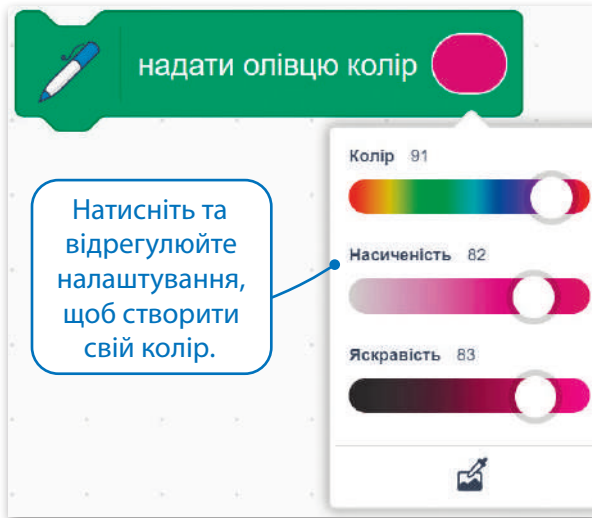 надати олівцю колір
Колір 91
Натисніть та
відрегулюйте
налаштування,
щоб створити
свій колір.
Насиченість 82
Яскравість 83